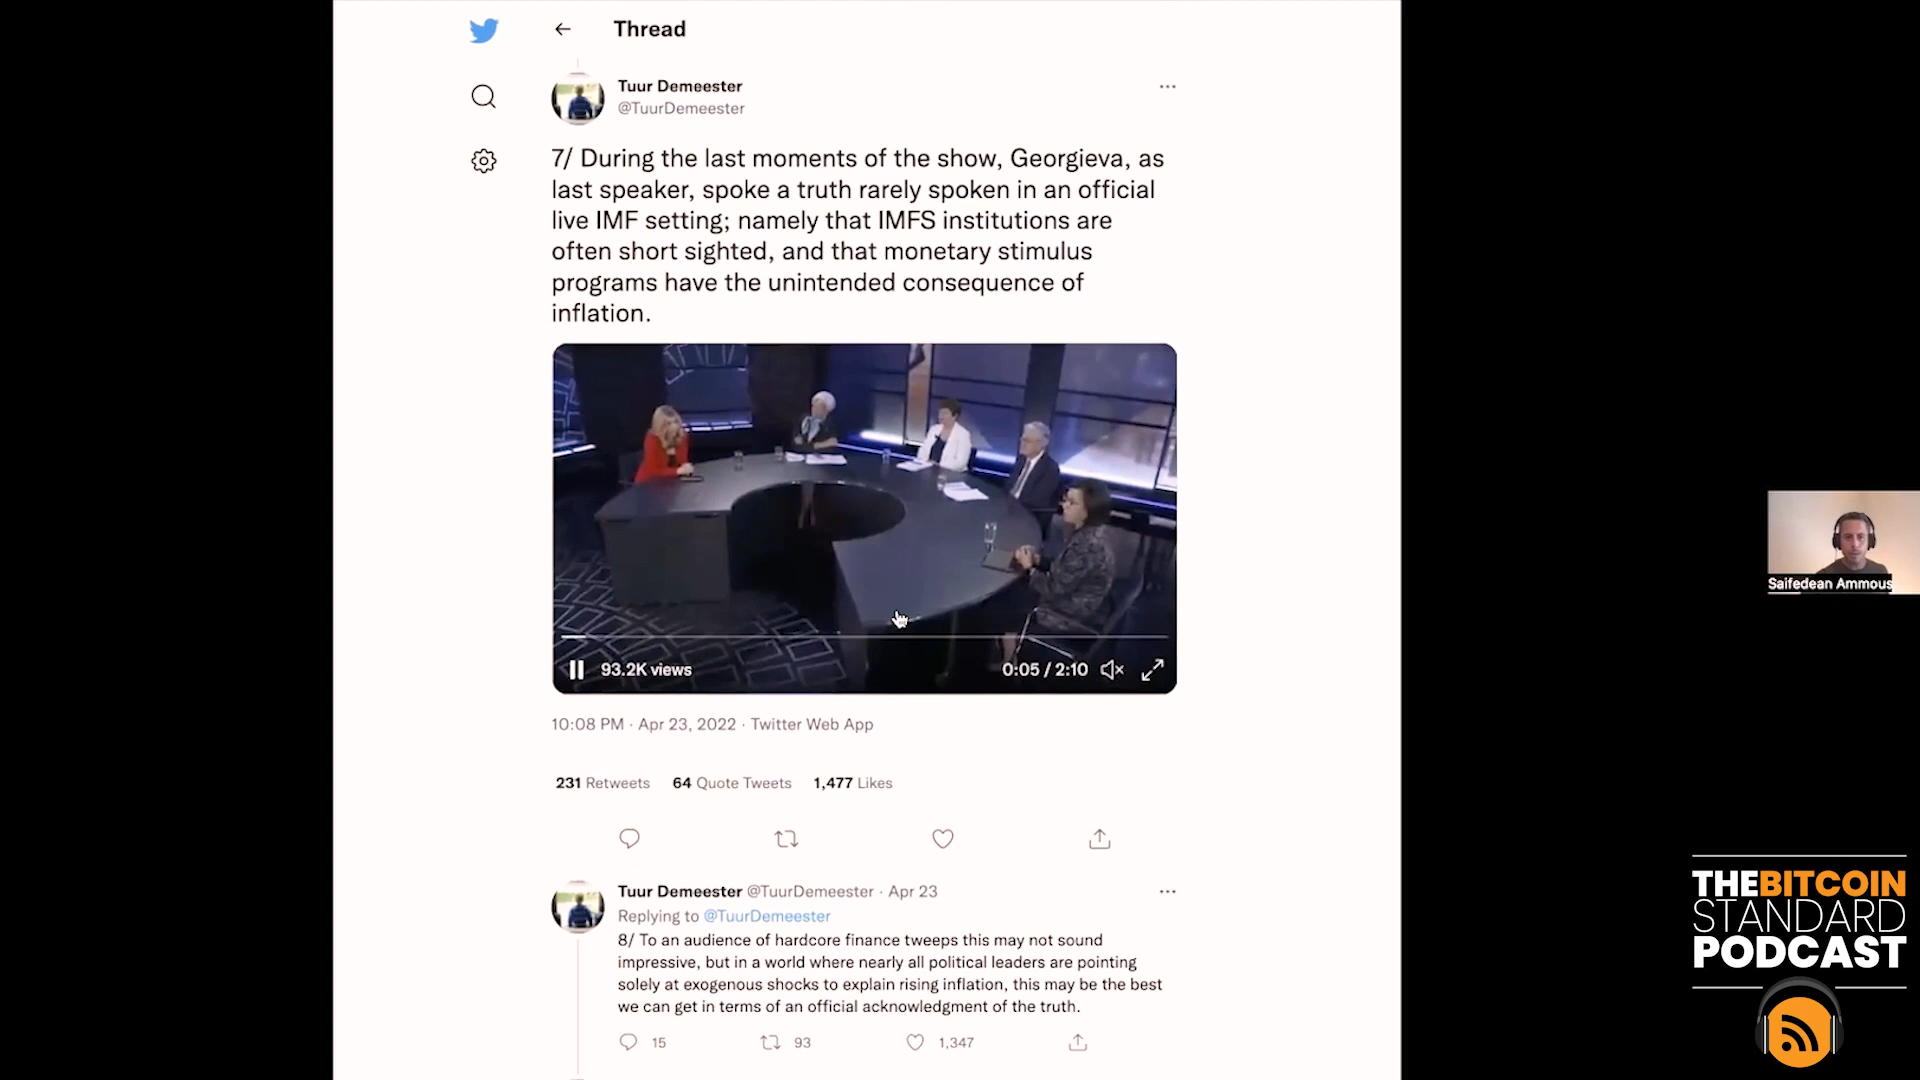 Thread
Tuur Demeester
@TuurDemeester
7/ During the last moments of the show, Georgieva, as
last speaker, spoke a truth rarely spoken in an official
live IMF setting; namely that IMFS institutions are
often short sighted, and that monetary stimulus
programs have the unintended consequence of
inflation.
93.2K views
0:05 / 2:10
10:08 PM · Apr 23, 2022 · Twitter Web App
231 Retweets 64 Quote Tweets 1,477 Likes
Tuur Demeester @TuurDemeester · Apr 23
Replying to @TuurDemeester
8/ To an audience of hardcore finance tweeps this may not sound
impressive, but in a world where nearly all political leaders are pointing
solely at exogenous shocks to explain rising inflation, this may be the best
we can get in terms of an official acknowledgment of the truth.
15 93 1,347
Saifedean Ammous
THEBITCOIN
STANDARD
PODCAST